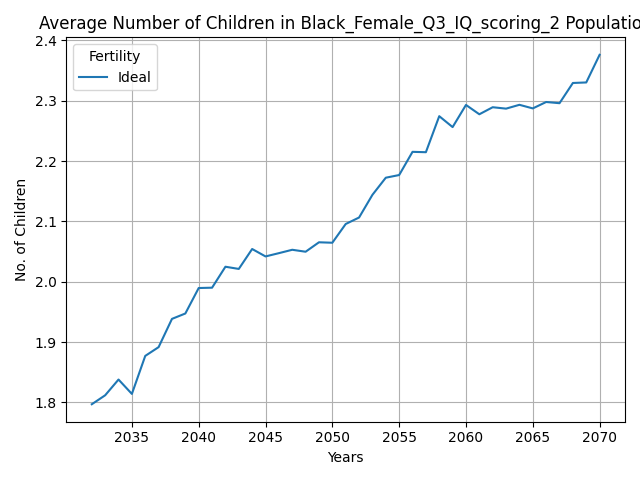 Average Number of Children in Black_Female_Q3_IQ_scoring_2 Populatio
2.4
2.3
2.2
2.1
2.0
1.9
1.8
No. of Children
Fertility
Ideal
2035 2040 2045 2050 2055 2060 2065 2070
Years